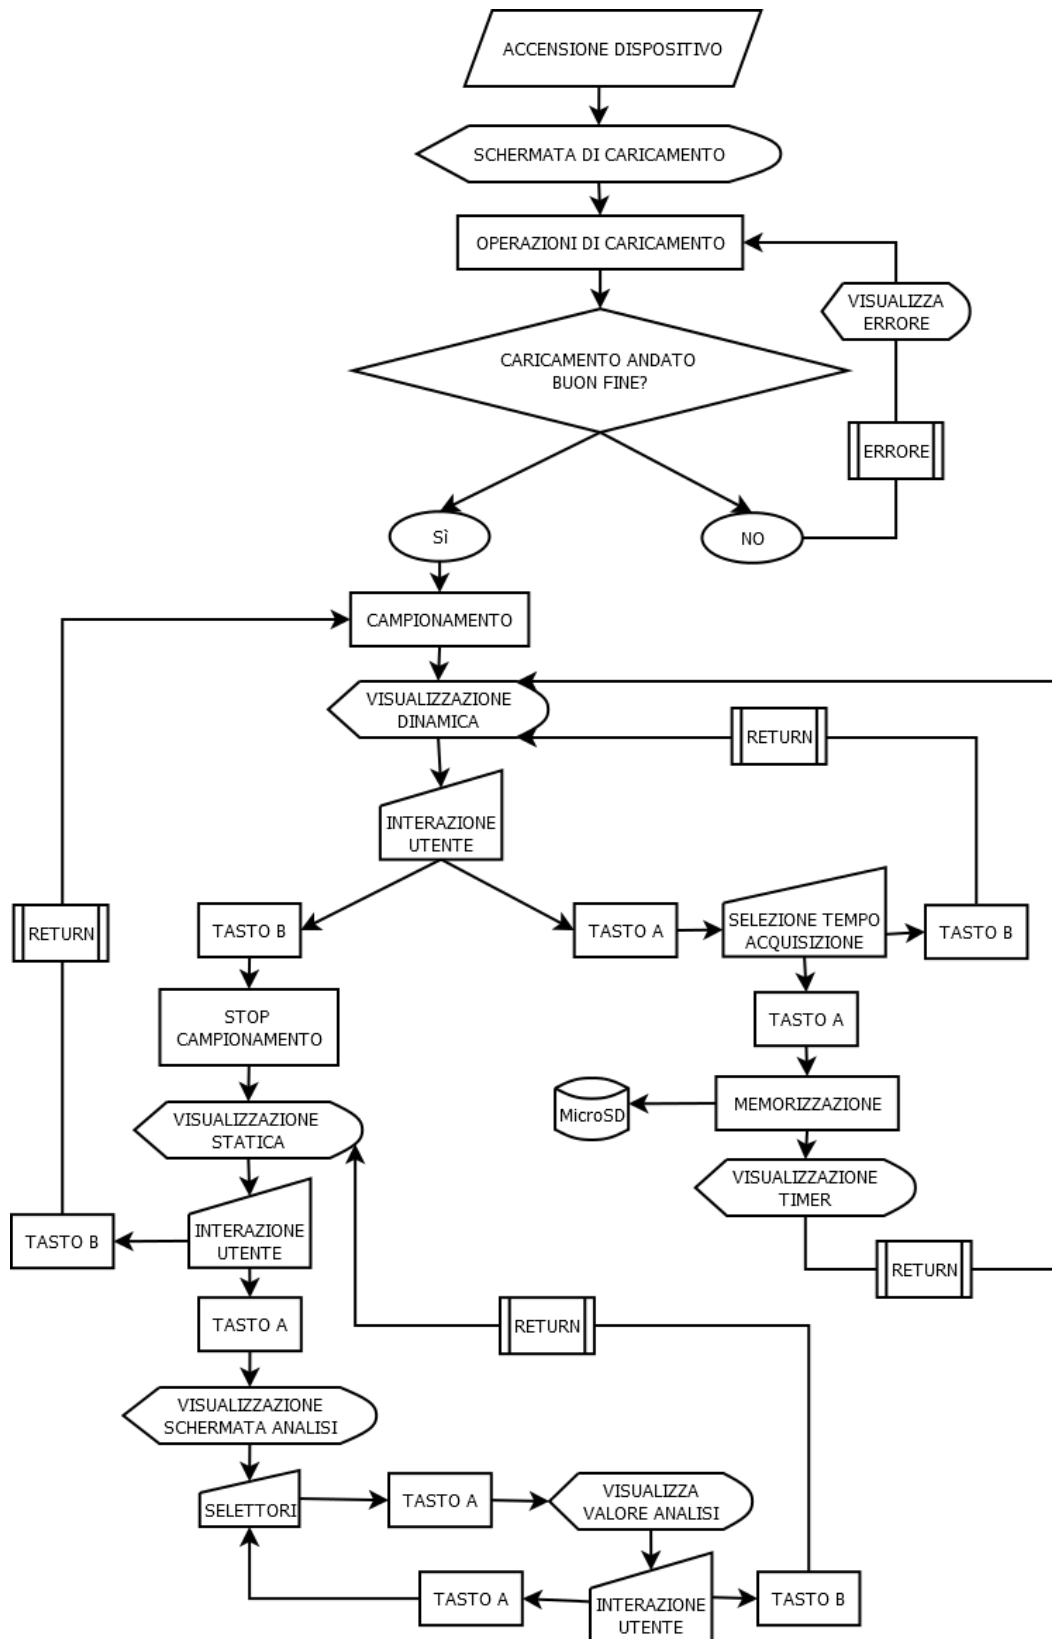 ACCENSIONE DISPOSITIVO
SCHERMATA DI CARICAMENTO
OPERAZIONI DI CARICAMENTO
VISUALIZZA
ERRORE
CARICAMENTO ANDATO
BUON FINE?
ERRORE
Sì
NO
CAMPIONAMENTO
VISUALIZZAZIONE
DINAMICA
RETURN
INTERAZIONE
UTENTE
RETURN
TASTO B
TASTO A
SELEZIONE TEMPO
ACQUISIZIONE
TASTO B
STOP
CAMPIONAMENTO
TASTO A
MicroSD
MEMORIZZAZIONE
VISUALIZZAZIONE
STATICA
VISUALIZZAZIONE
TIMER
TASTO B
INTERAZIONE
UTENTE
RETURN
TASTO A
RETURN
VISUALIZZAZIONE
SCHERMATA ANALISI
SELETTORI
TASTO A
VISUALIZZA
VALORE ANALISI
TASTO A
INTERAZIONE
UTENTE
TASTO B